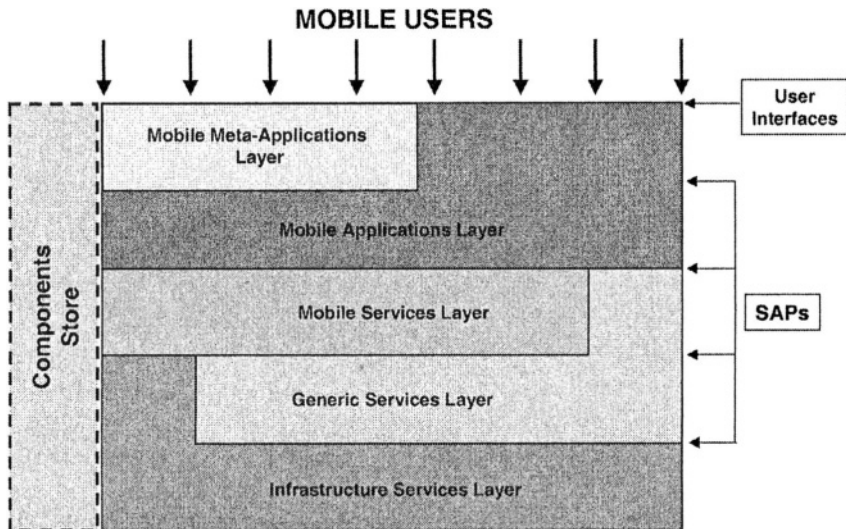 MOBILE USERS
User
Interfaces
Mobile Meta-Applications
Layer
Mobile Applications Layer
Components
Store
Mobile Services Layer
SAPs
Generic Services Layer
Infrastructure Services Layer